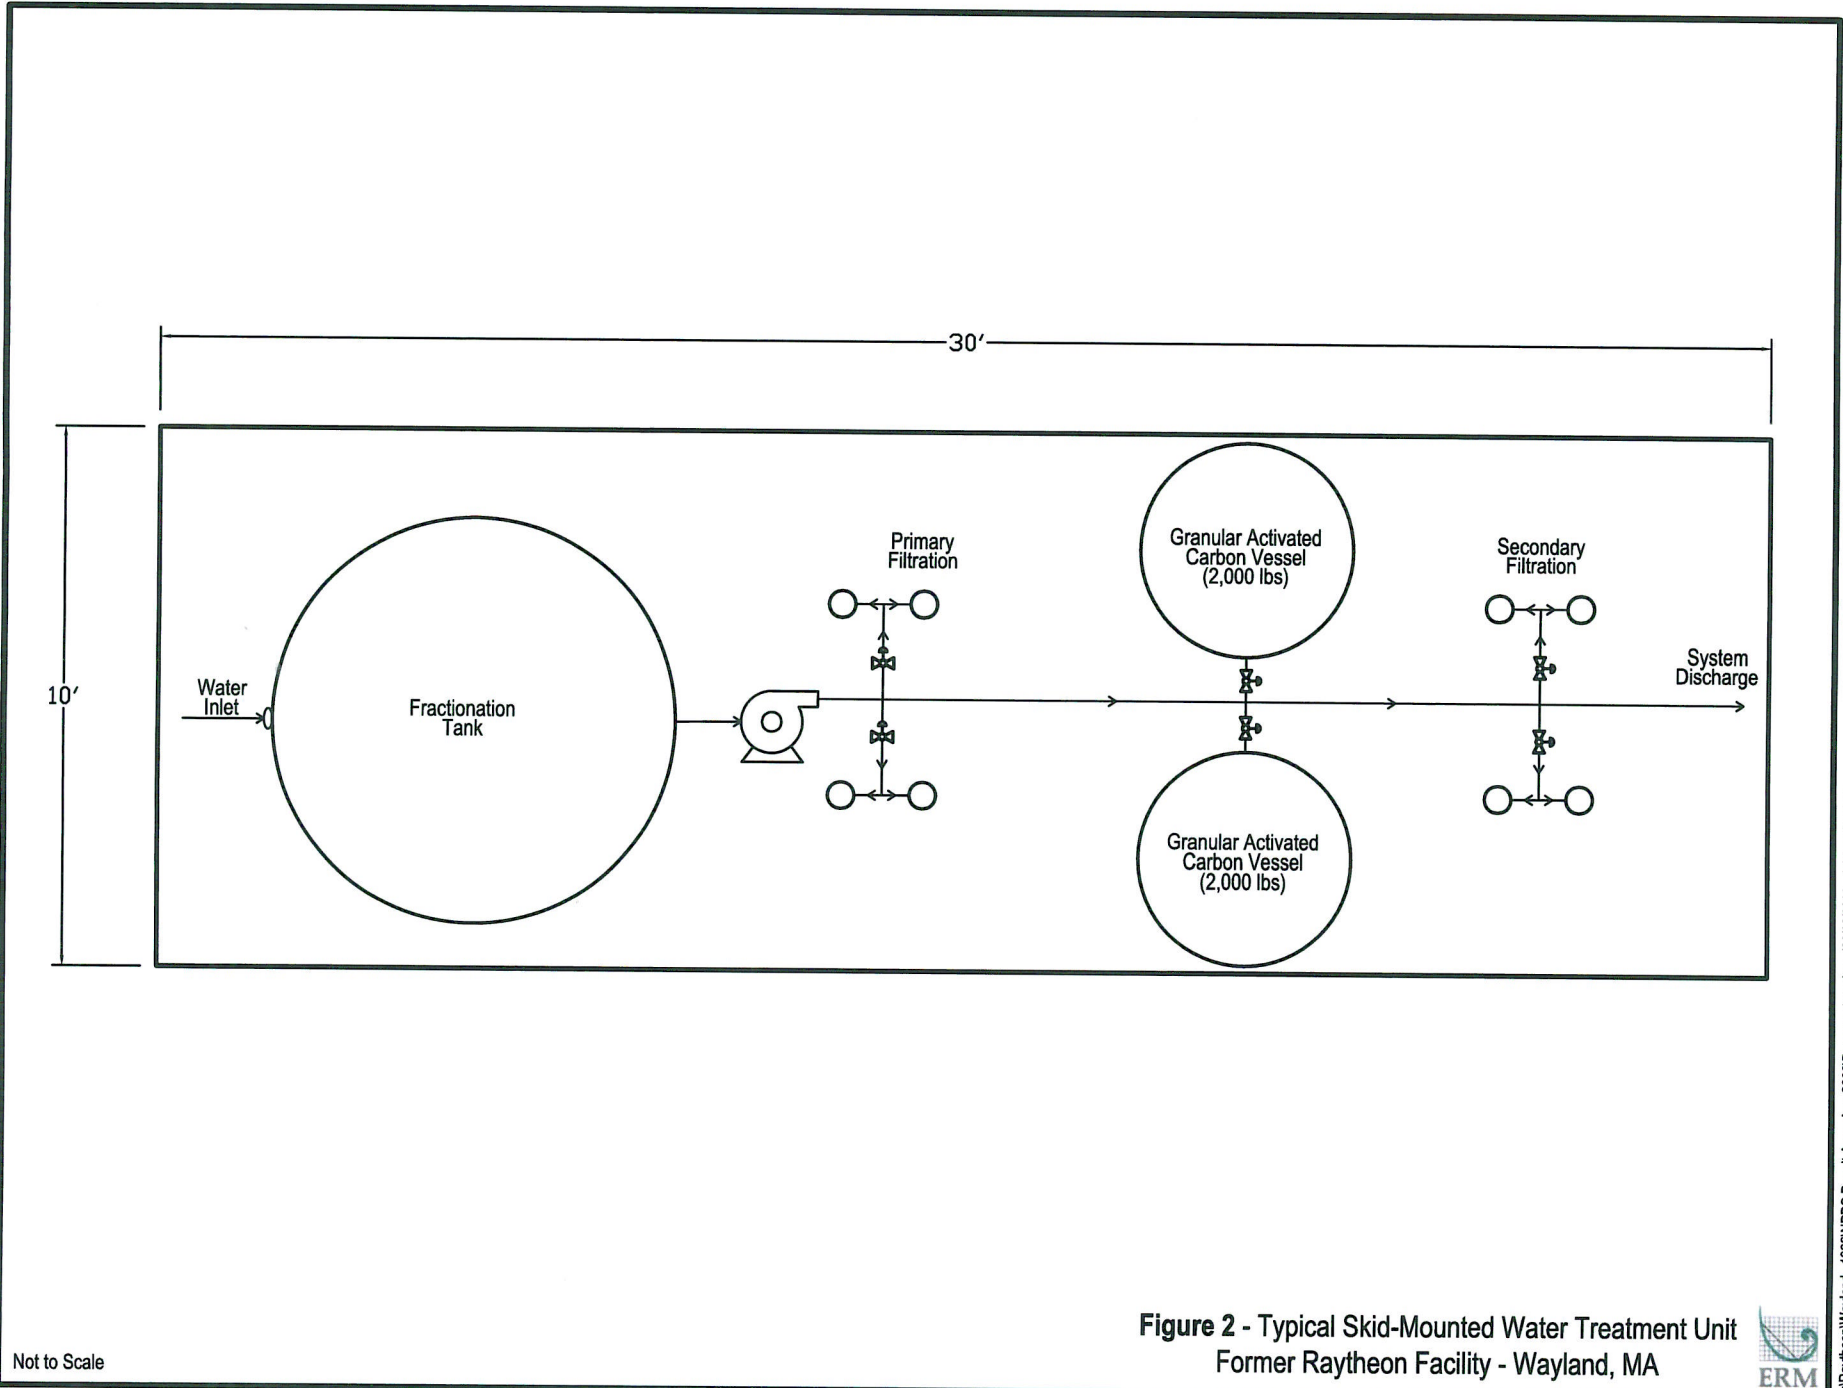 30'
10'
Water
Inlet
Fractionation
Tank
Primary
Filtration
Granular Activated
Carbon Vessel
(2,000 lbs)
Granular Activated
Carbon Vessel
(2,000 lbs)
Secondary
Filtration
System
Discharge
Figure 2 - Typical Skid-Mounted Water Treatment Unit
Former Raytheon Facility - Wayland, MA
Not to Scale
ERM